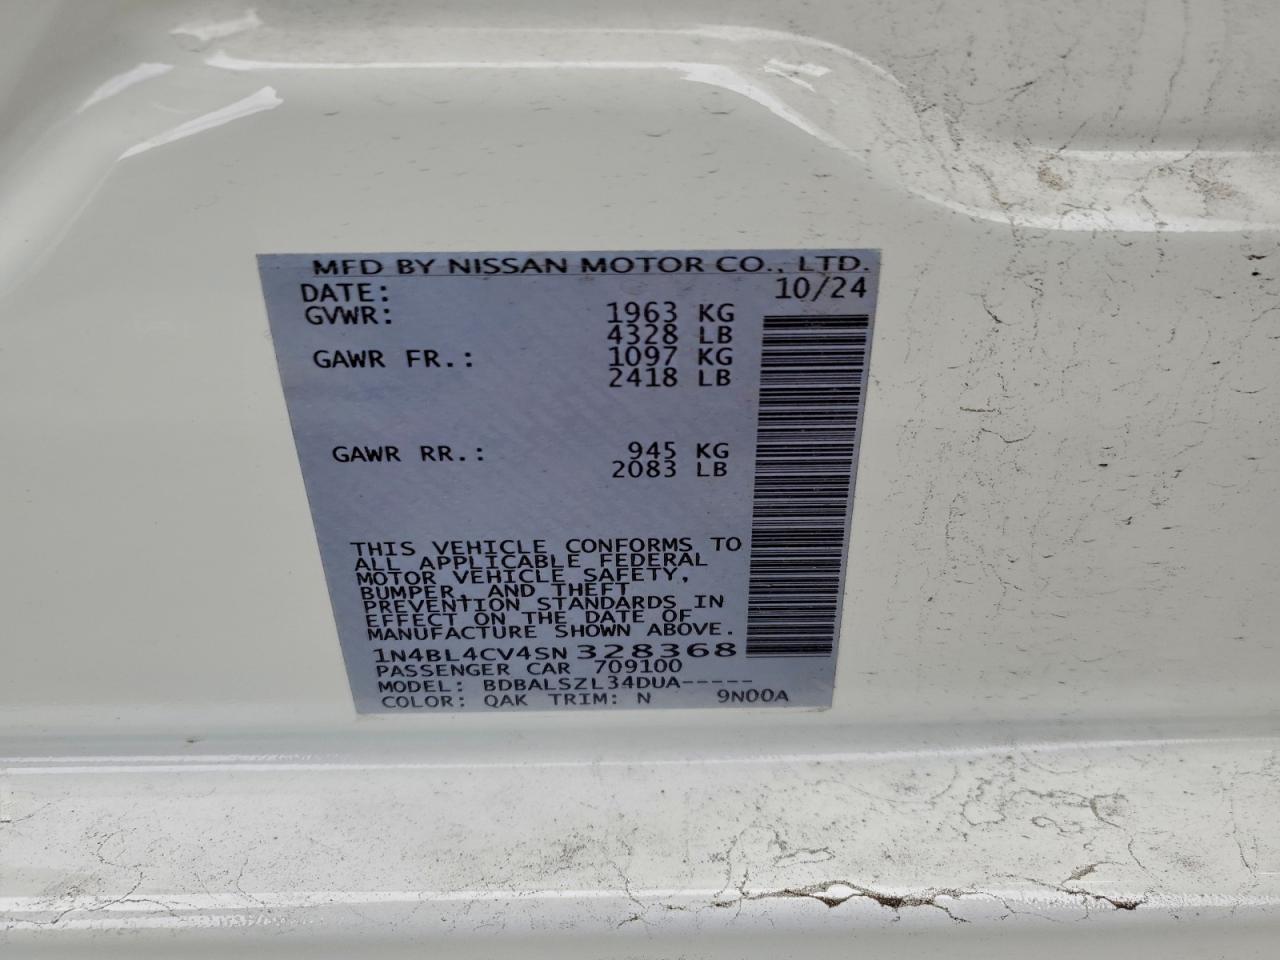 MFD BY NISSAN MOTOR CO., LTD.
DATE: 10/24
GVWR: 1963 KG
4328 LB
GAWR FR.: 1097 KG
2418 LB
GAWR RR.: 945 KG
2083 LB
THIS VEHICLE CONFORMS TO
ALL APPLICABLE FEDERAL
MOTOR VEHICLE SAFETY,
BUMPER, AND THEFT
PREVENTION STANDARDS IN
EFFECT ON THE DATE OF
MANUFACTURE SHOWN ABOVE.
1N4BL4CV4SN328368
PASSENGER CAR 709100
MODEL: BDBALSZL34DUA-----
COLOR: QAK TRIM: N 9N00A